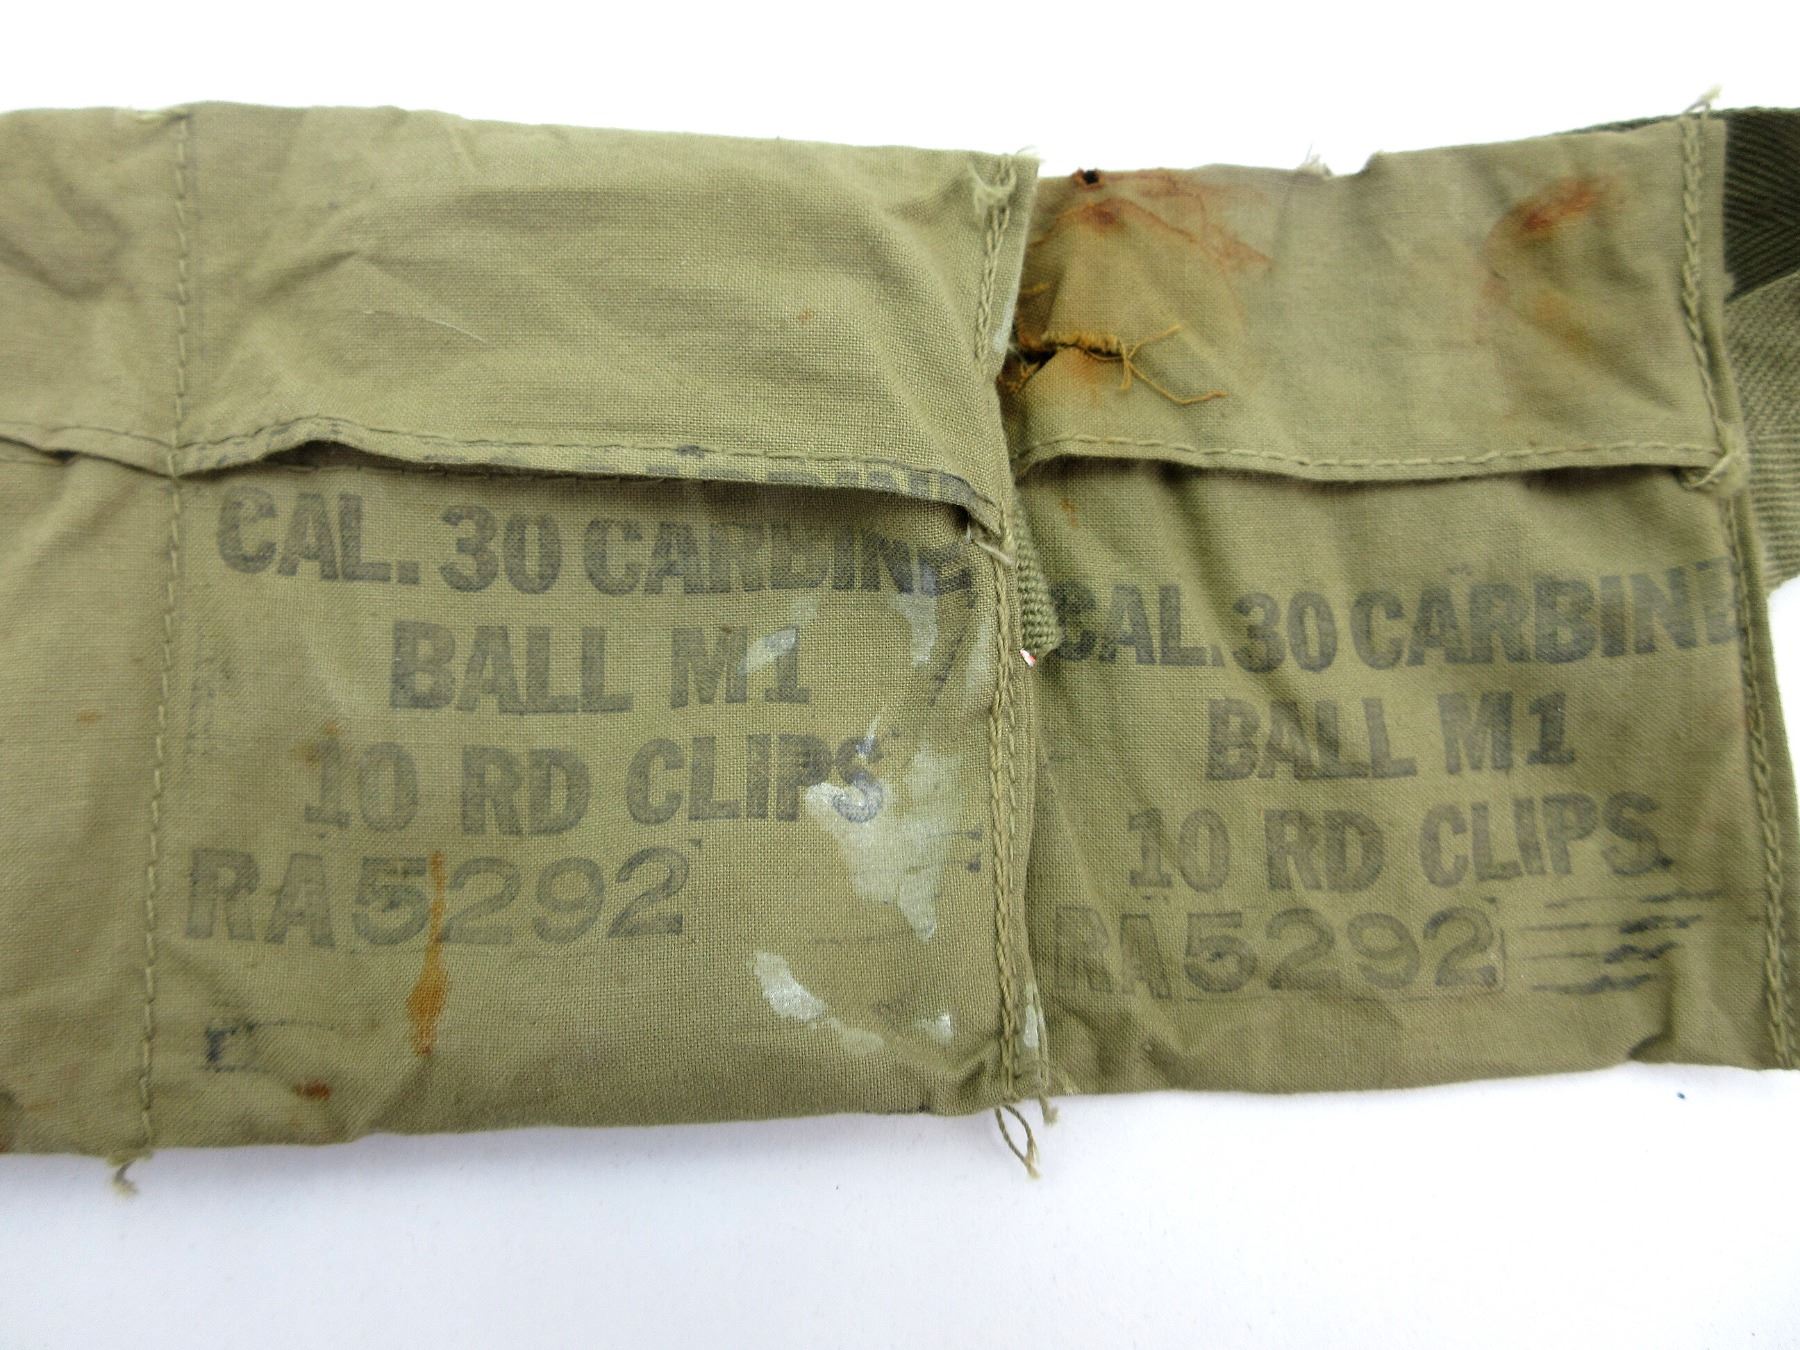 CAL. 30 CARBINE
BALL M1
10 RD CLIPS
RA5292
CAL. 30 CARBINE
BALL M1
10 RD CLIPS
RA5292